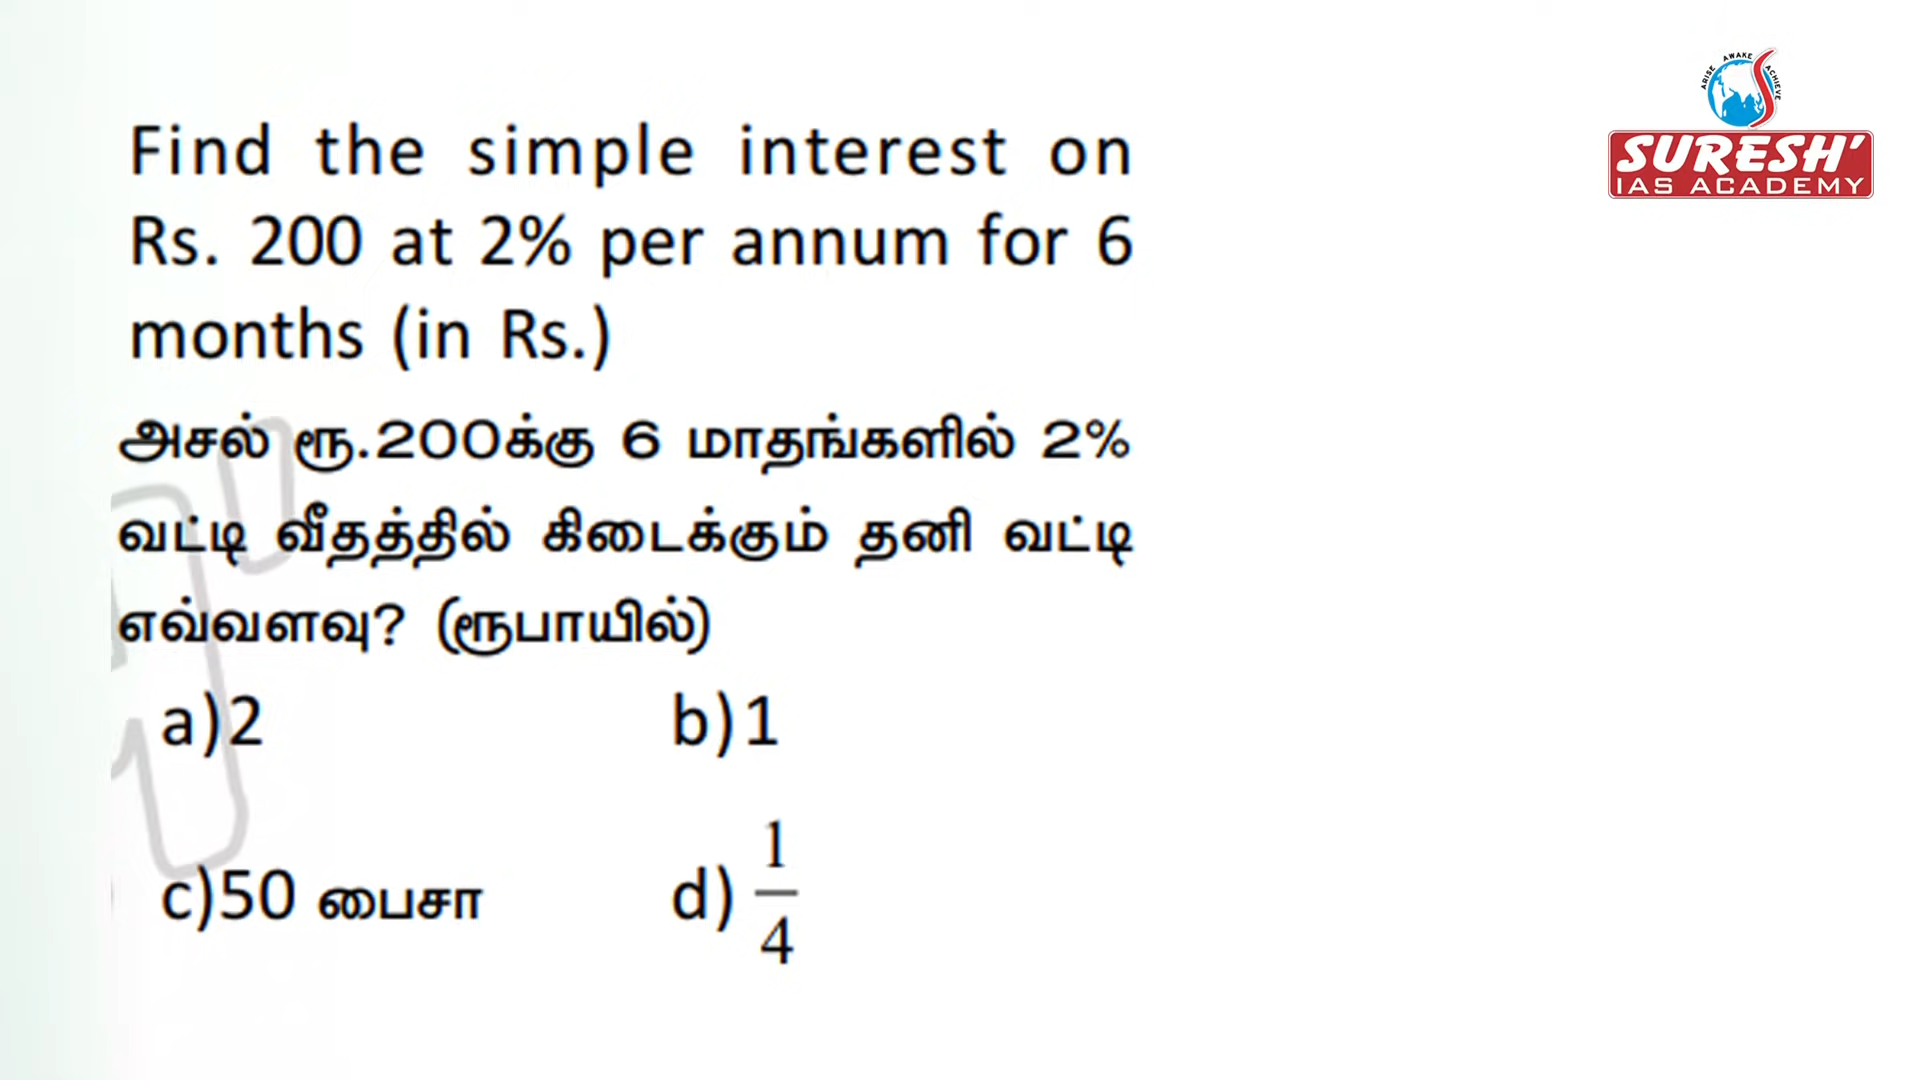 ARISE AWAKE ACHIEVE
SURESH'
IAS ACADEMY
Find the simple interest on
Rs. 200 at 2% per annum for 6
months (in Rs.)
அசல் ரூ.200க்கு 6 மாதங்களில் 2%
வட்டி வீதத்தில் கிடைக்கும் தனி வட்டி
எவ்வளவு? (ரூபாயில்)
a)2 b)1
c)50 பைசா d) 1/4